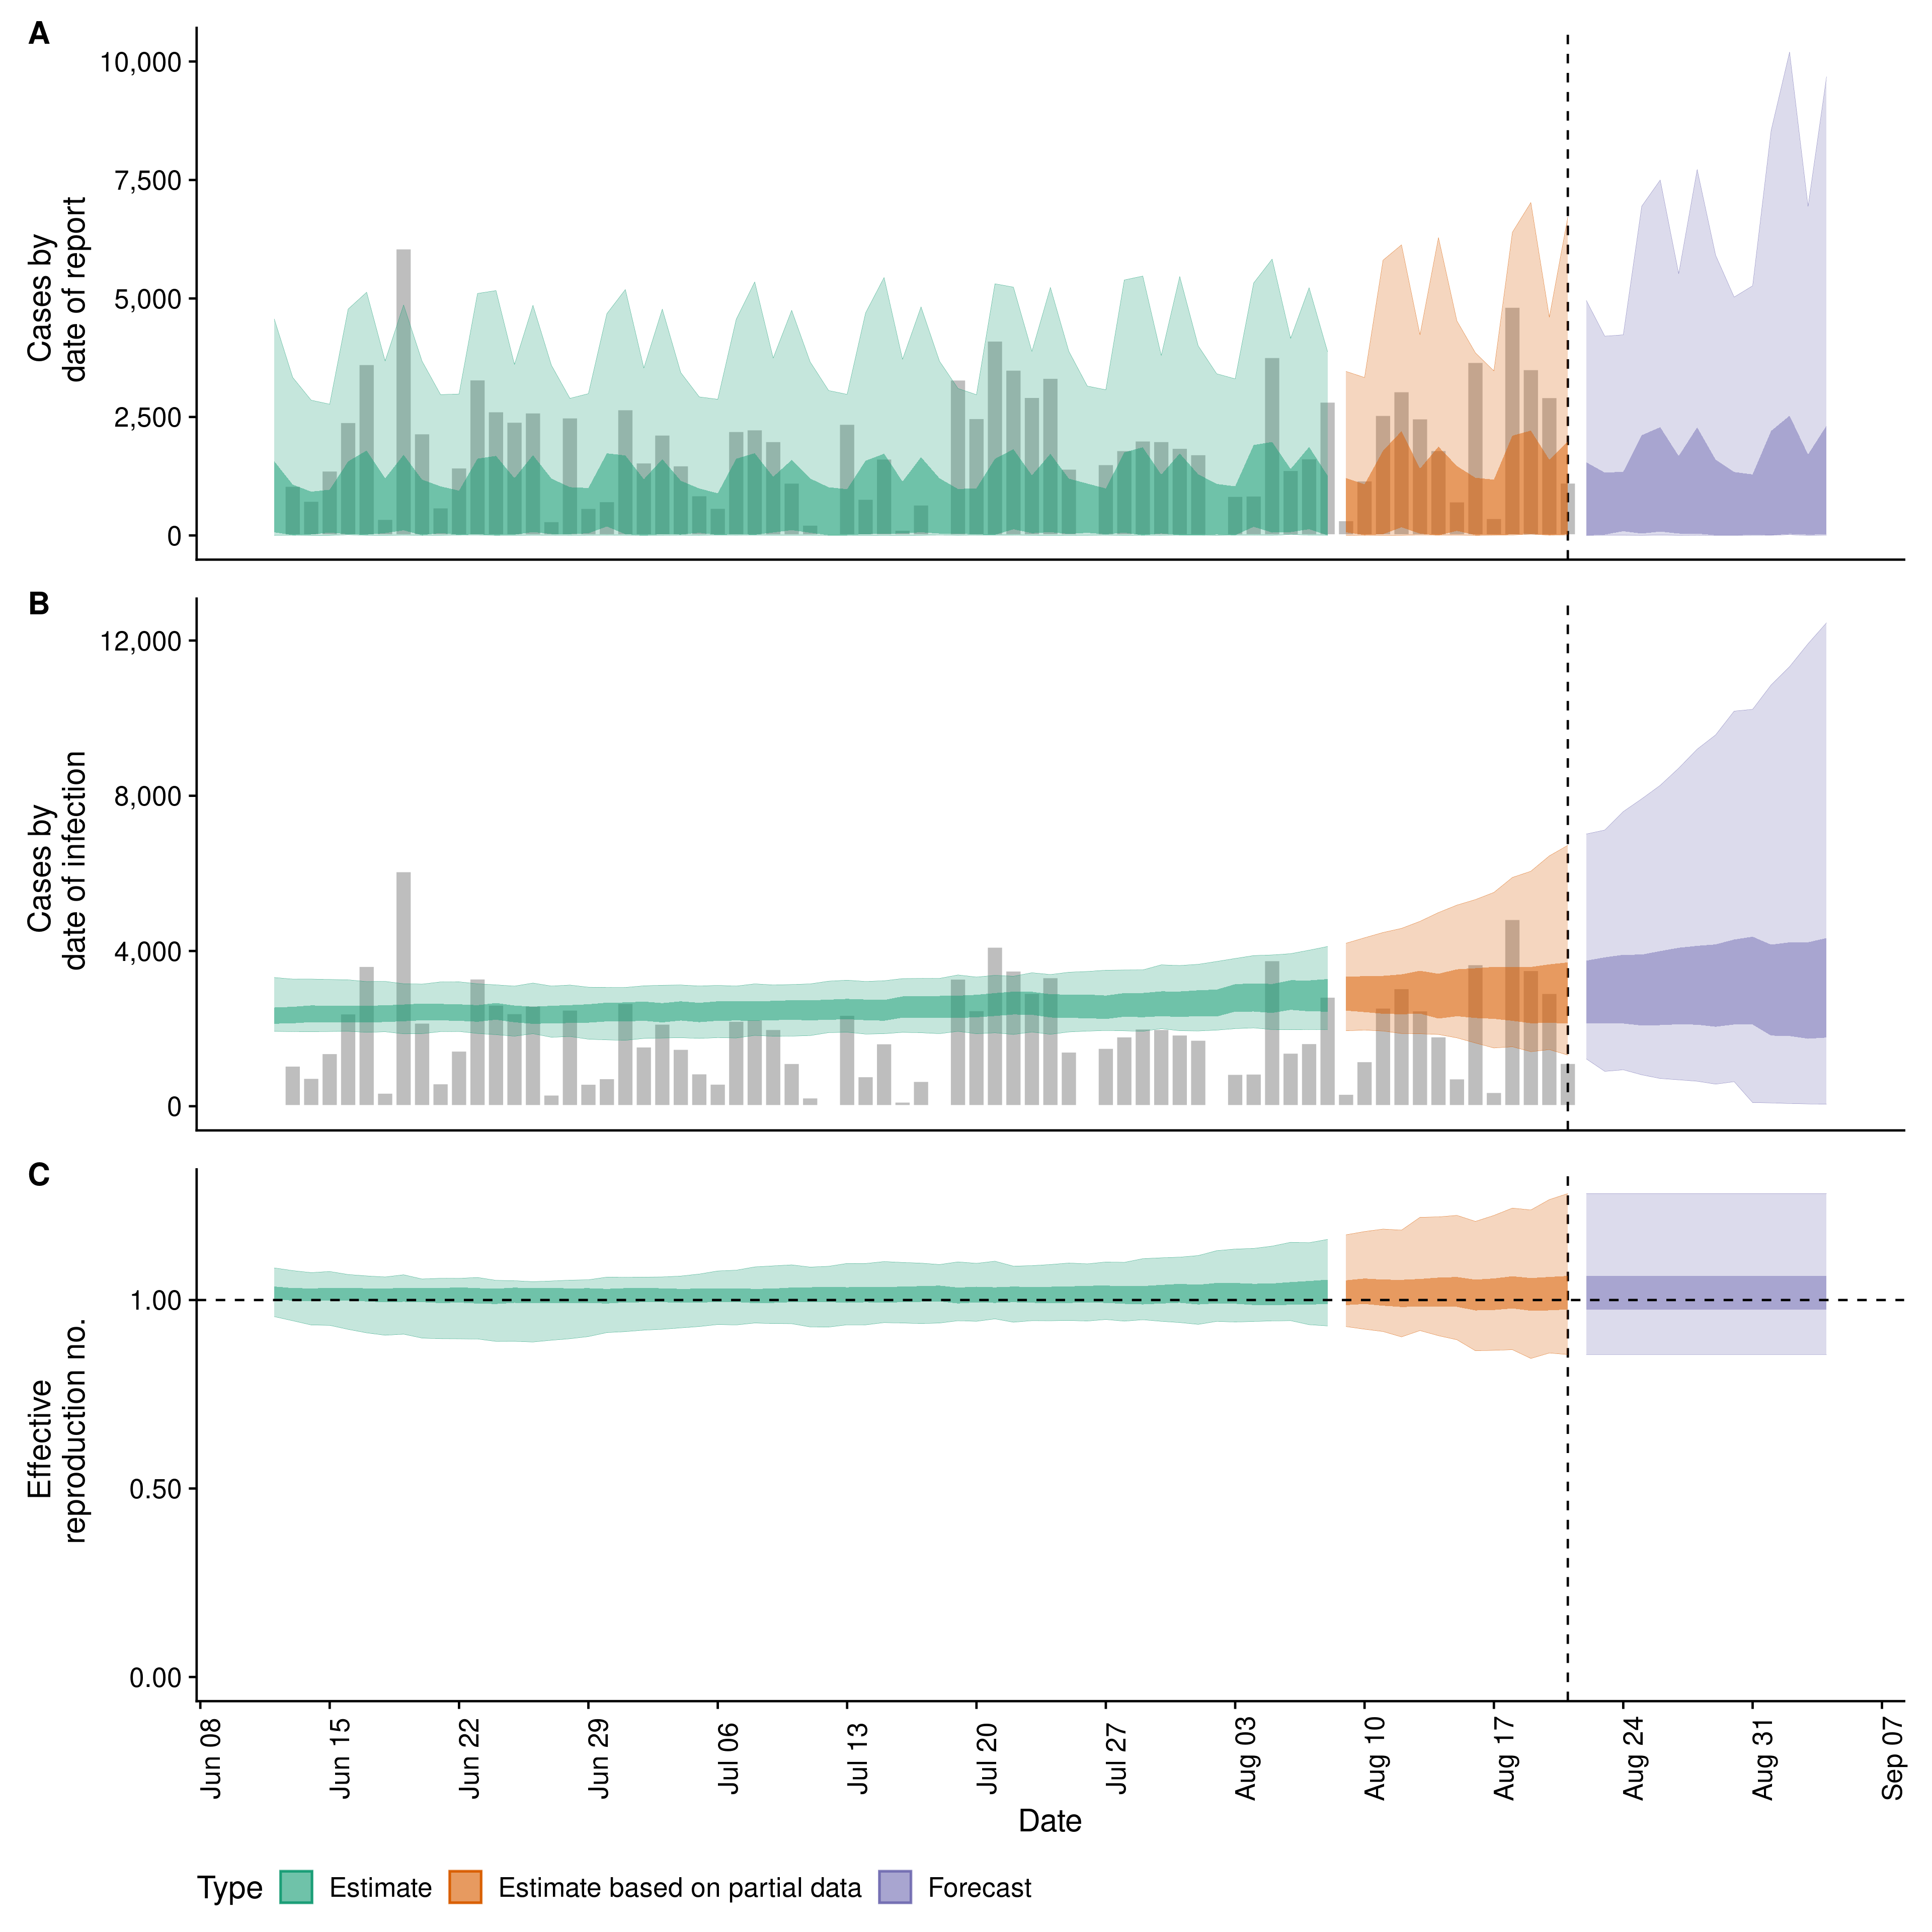 A
10,000
7,500
5,000
2,500
0
Cases by
date of report
B
12,000
8,000
4,000
0
Cases by
date of infection
C
1.00
0.50
0.00
Effective
reproduction no.
Jun 08
Jun 15
Jun 22
Jun 29
Jul 06
Jul 13
Jul 20
Jul 27
Aug 03
Aug 10
Aug 17
Aug 24
Aug 31
Sep 07
Date
Type
Estimate
Estimate based on partial data
Forecast